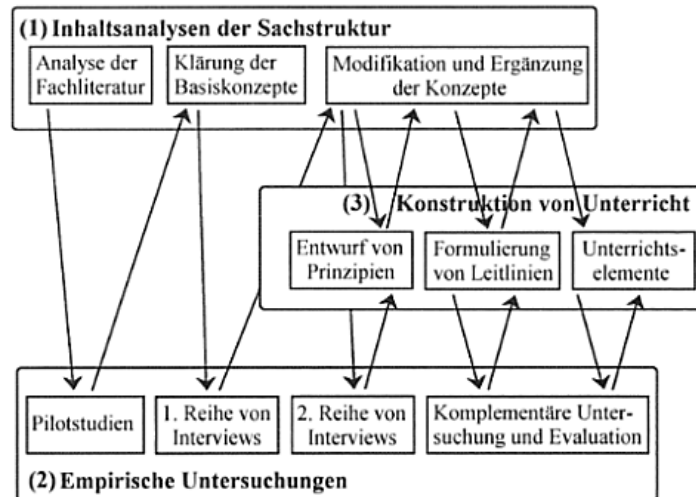 (1) Inhaltsanalysen der Sachstruktur
Analyse der
Fachliteratur
Klärung der
Basiskonzepte
Modifikation und Ergänzung
der Konzepte
(3) Konstruktion von Unterricht
Entwurf von
Prinzipien
Formulierung
von Leitlinien
Unterrichts-
elemente
Pilotstudien
1. Reihe von
Interviews
2. Reihe von
Interviews
Komplementäre Unter-
suchung und Evaluation
(2) Empirische Untersuchungen